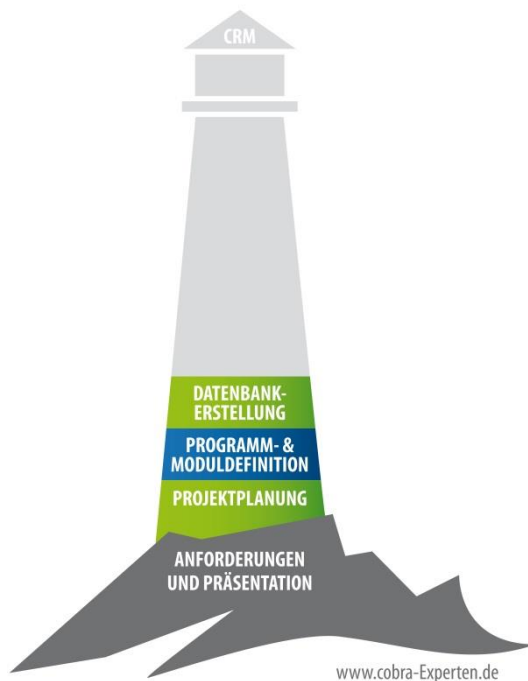 CRM
DATENBANK-
ERSTELLUNG
PROGRAMM- &
MODULDEFINITION
PROJEKTPLANUNG
ANFORDERUNGEN
UND PRÄSENTATION
www.cobra-Experten.de